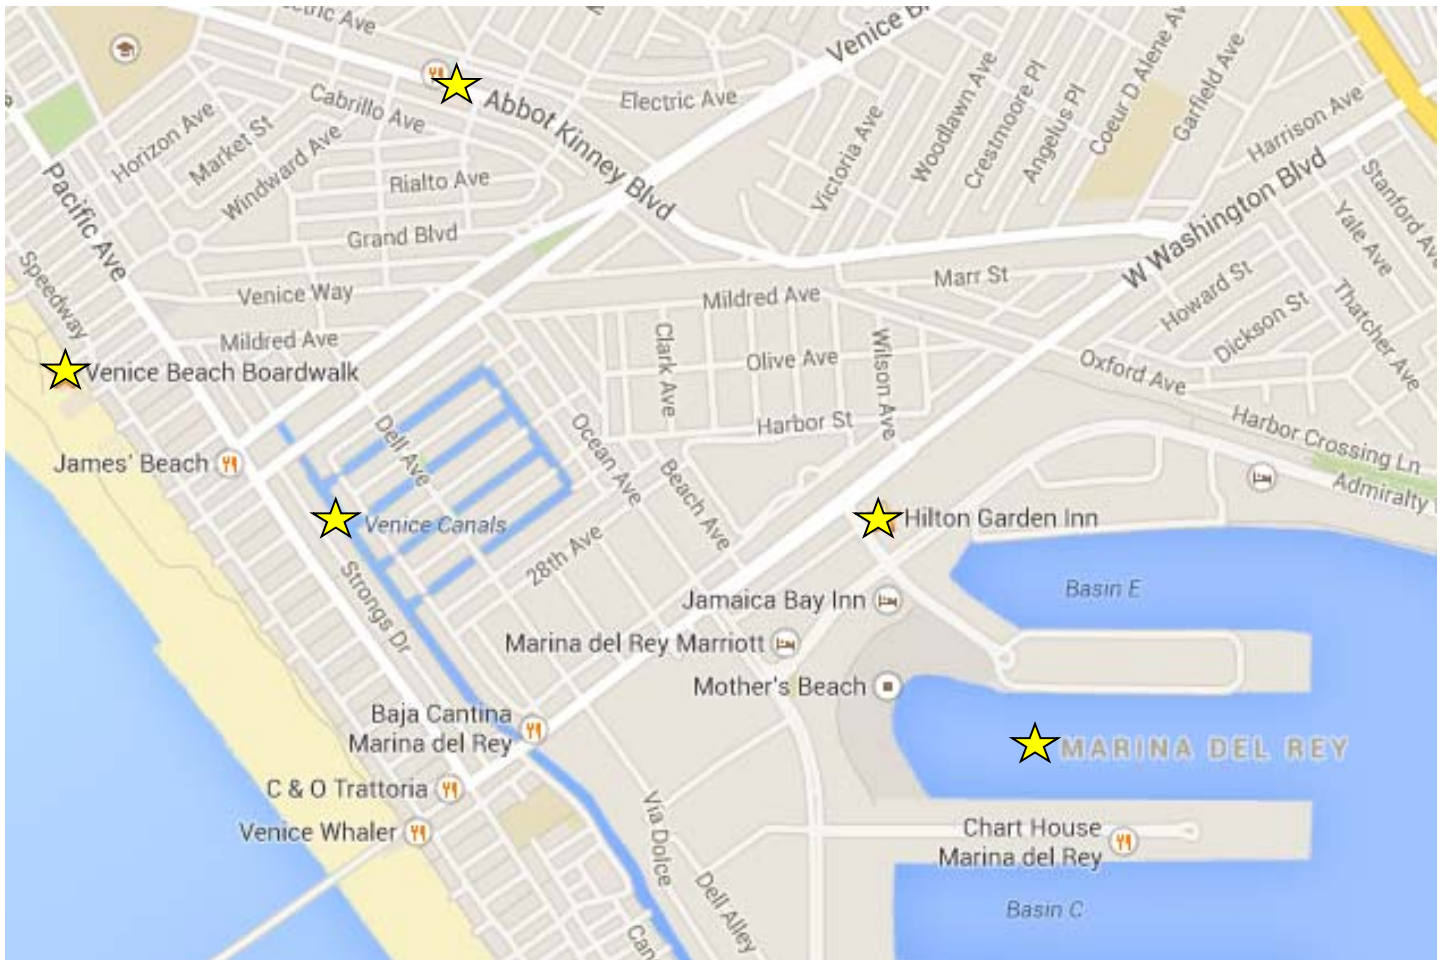 ctric Ave
Venice Bl
Abbot Kinney Blvd
Electric Ave
Cabrillo Ave
Horizon Ave
Market St
Windward Ave
Rialto Ave
Grand Blvd
Pacific Ave
Speedway
Venice Way
Mildred Ave
Venice Beach Boardwalk
James' Beach
Victoria Ave
Woodlawn Ave
Crestmoore Pl
Angelus Pl
Coeur D Alene Av
Garfield Ave
Harrison Ave
W Washington Blvd
Stanford Ave
Yale Ave
Thatcher Ave
Howard St
Dickson St
Marr St
Mildred Ave
Clark Ave
Olive Ave
Wilson Ave
Harbor St
Oxford Ave
Harbor Crossing Ln
Admiralty
Dell Ave
Ocean Ave
Beach Ave
Venice Canals
28th Ave
Strongs Dr
Hilton Garden Inn
Jamaica Bay Inn
Marina del Rey Marriott
Mother's Beach
Basin E
MARINA DEL REY
Baja Cantina
Marina del Rey
C & O Trattoria
Venice Whaler
Via Dolce
Dell Alley
Can
Chart House
Marina del Rey
Basin C